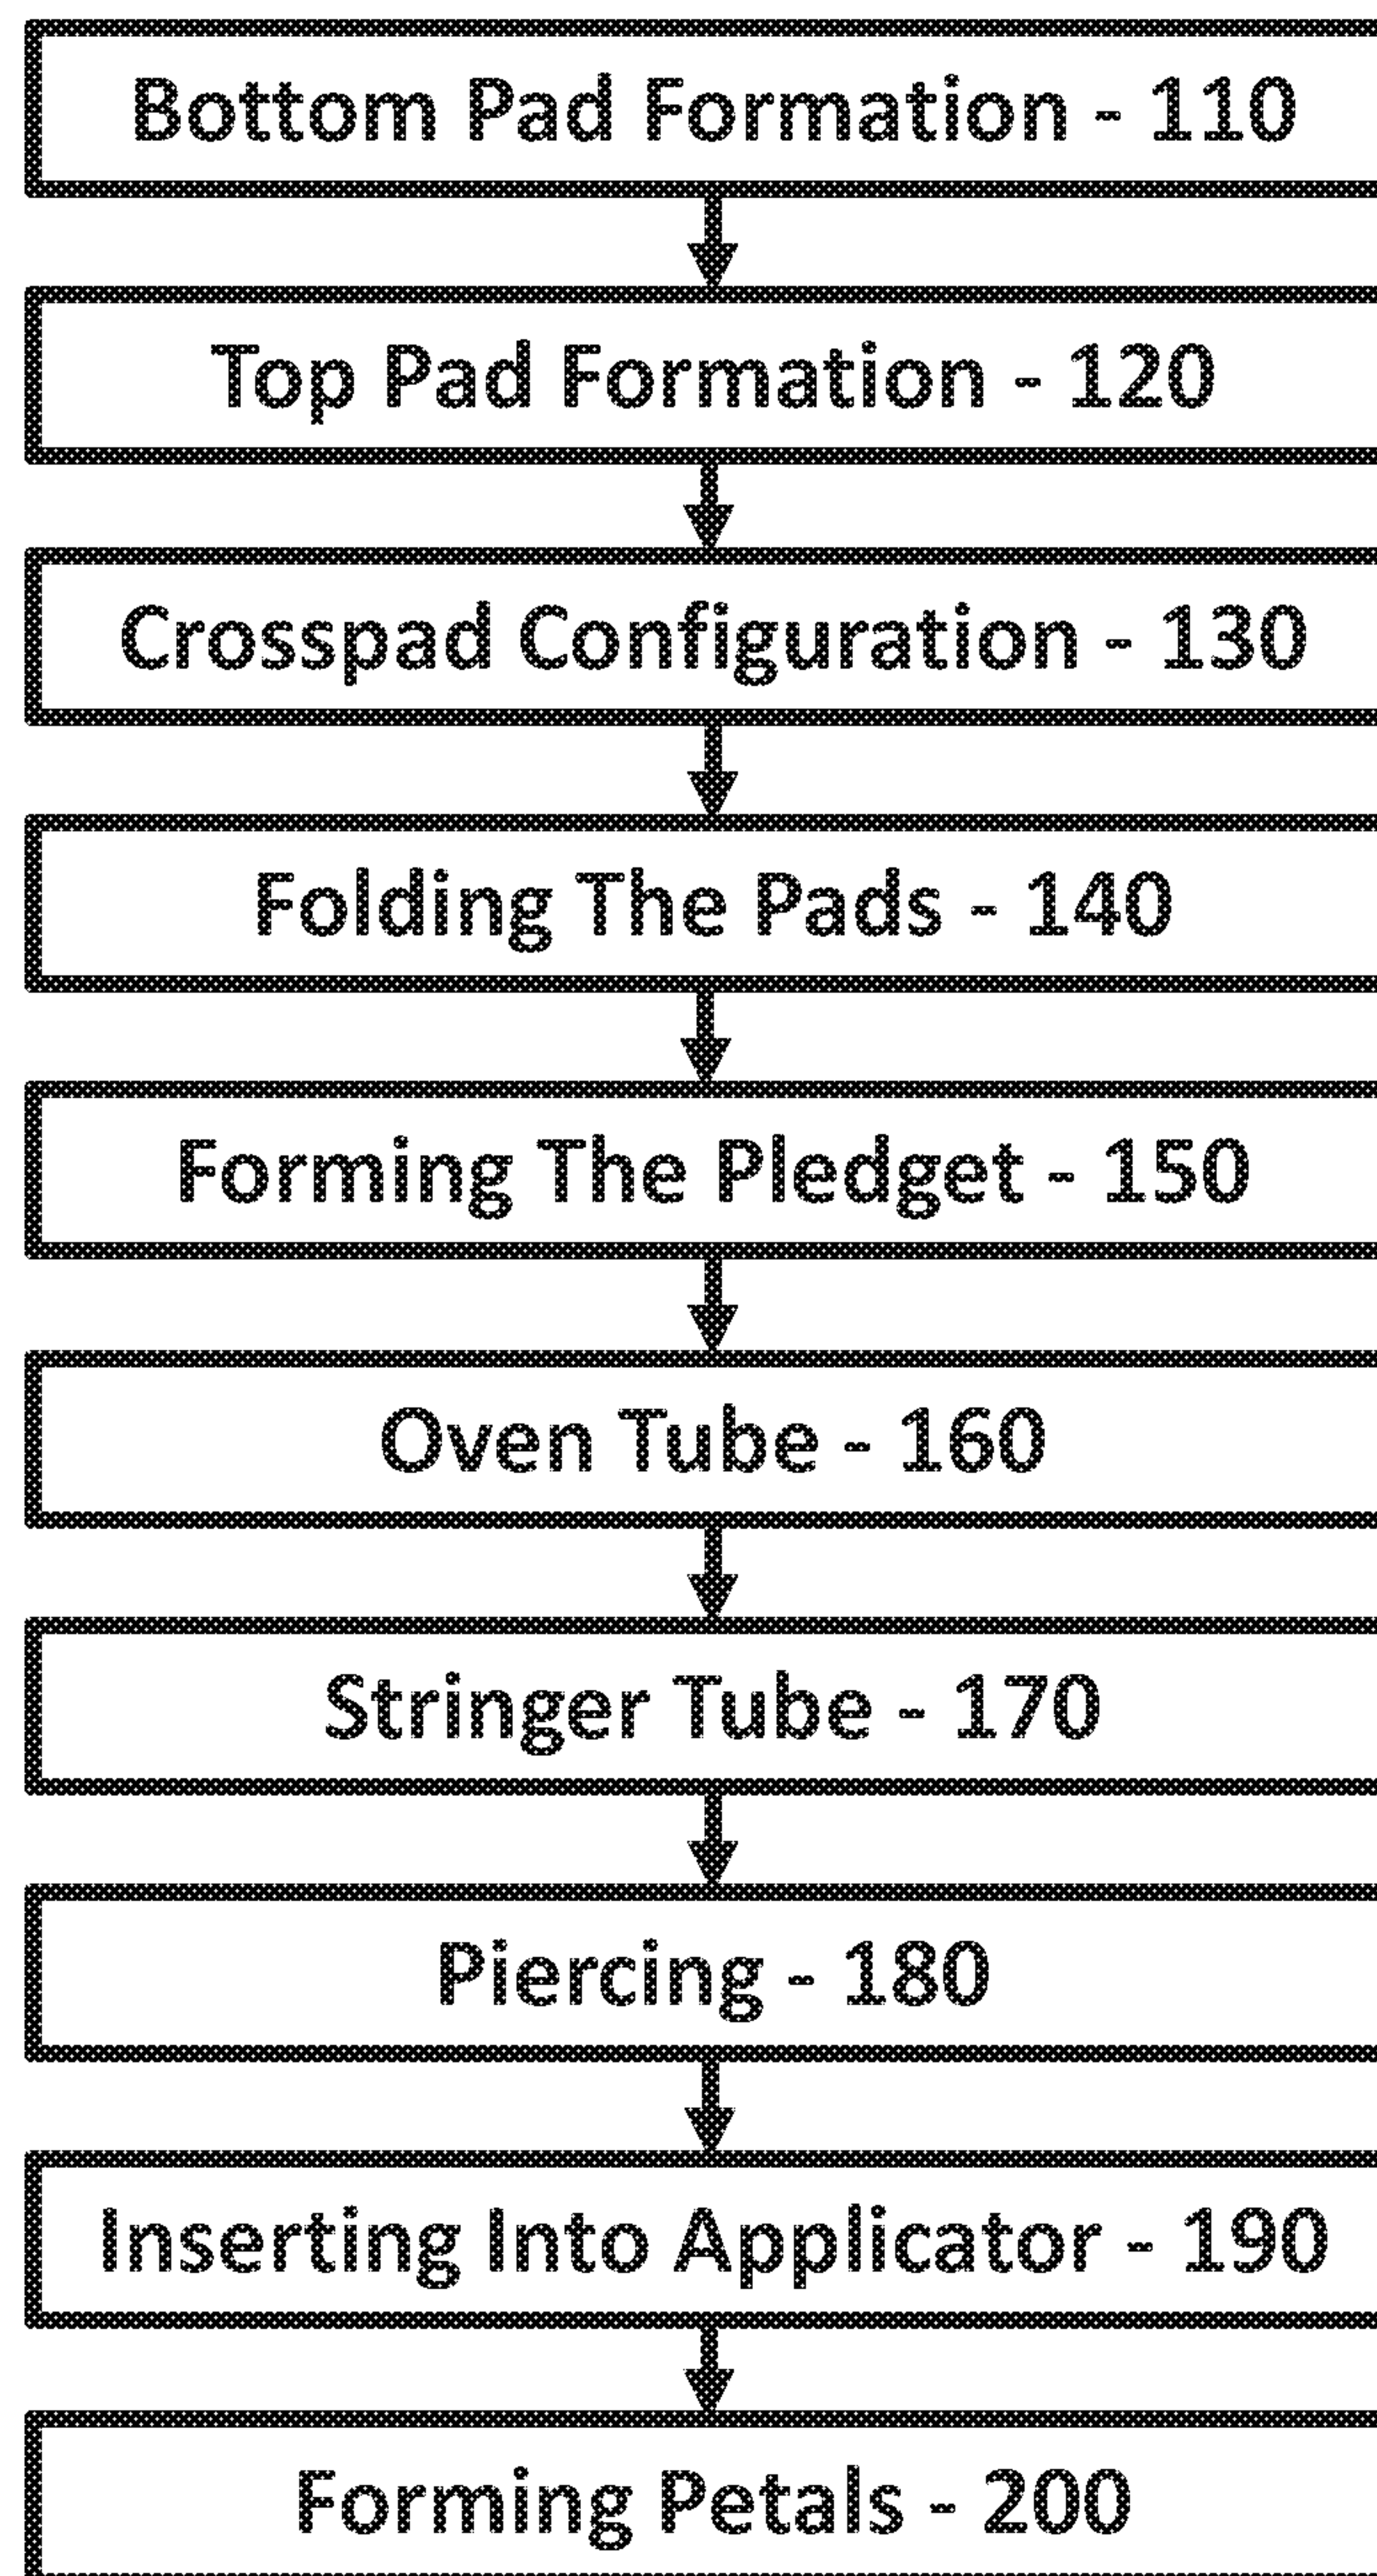 Bottom Pad Formation - 110
Top Pad Formation - 120
Crosspad Configuration - 130
Folding The Pads - 140
Forming The Pledget - 150
Oven Tube - 160
Stringer Tube - 170
Piercing - 180
Inserting Into Applicator - 190
Forming Petals - 200